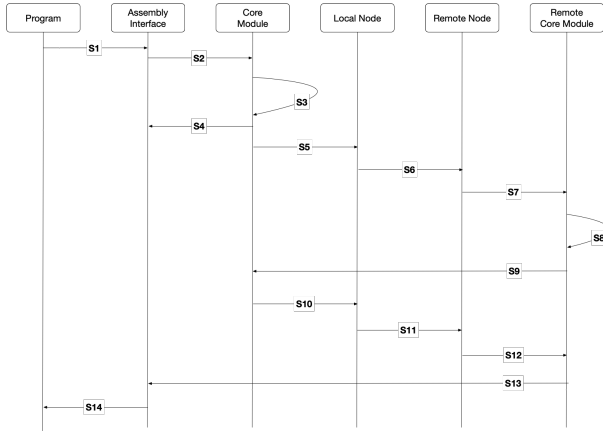 Program
Assembly
Interface
Core
Module
Local Node
Remote Node
Remote
Core Module
S1
S2
S3
S4
S5
S6
S7
S8
S9
S10
S11
S12
S13
S14